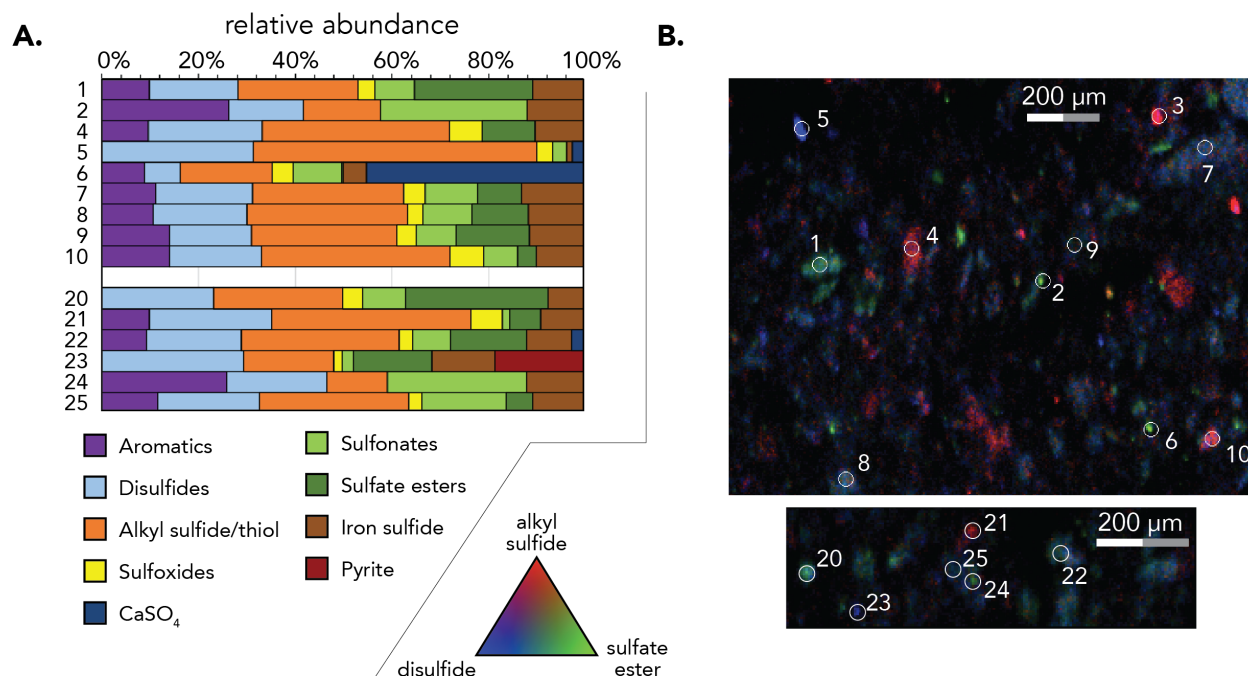 A.
relative abundance
0% 20% 40% 60% 80% 100%
1
2
4
5
6
7
8
9
10
20
21
22
23
24
25
Aromatics
Disulfides
Alkyl sulfide/thiol
Sulfoxides
CaSO₄
Sulfonates
Sulfate esters
Iron sulfide
Pyrite
alkyl
sulfide
disulfide
sulfate
ester
B.
200 µm
5
3
7
1
4
9
2
6
10
8
200 µm
21
20
25
22
24
23